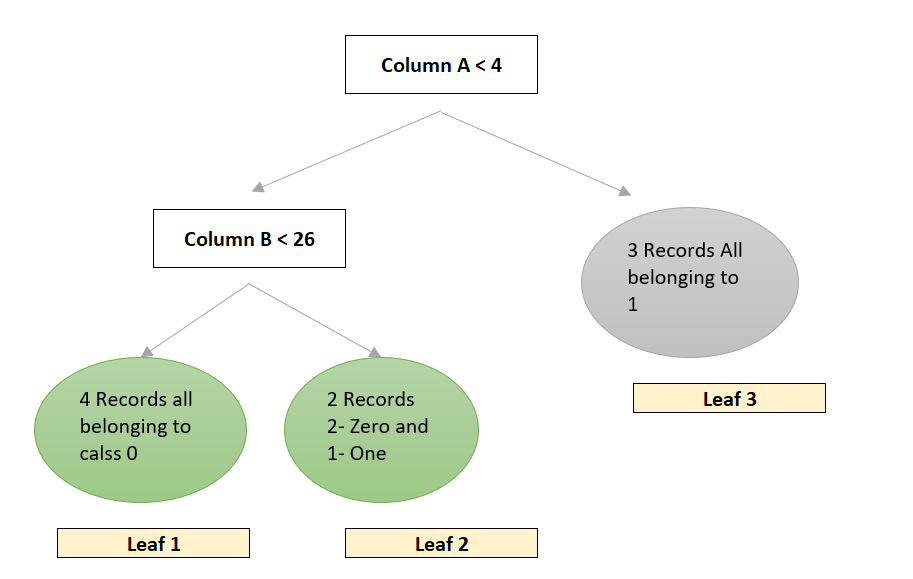 Column A < 4
Column B < 26
3 Records All
belonging to
1
Leaf 3
4 Records all
belonging to
calss 0
2 Records
2- Zero and
1- One
Leaf 1
Leaf 2